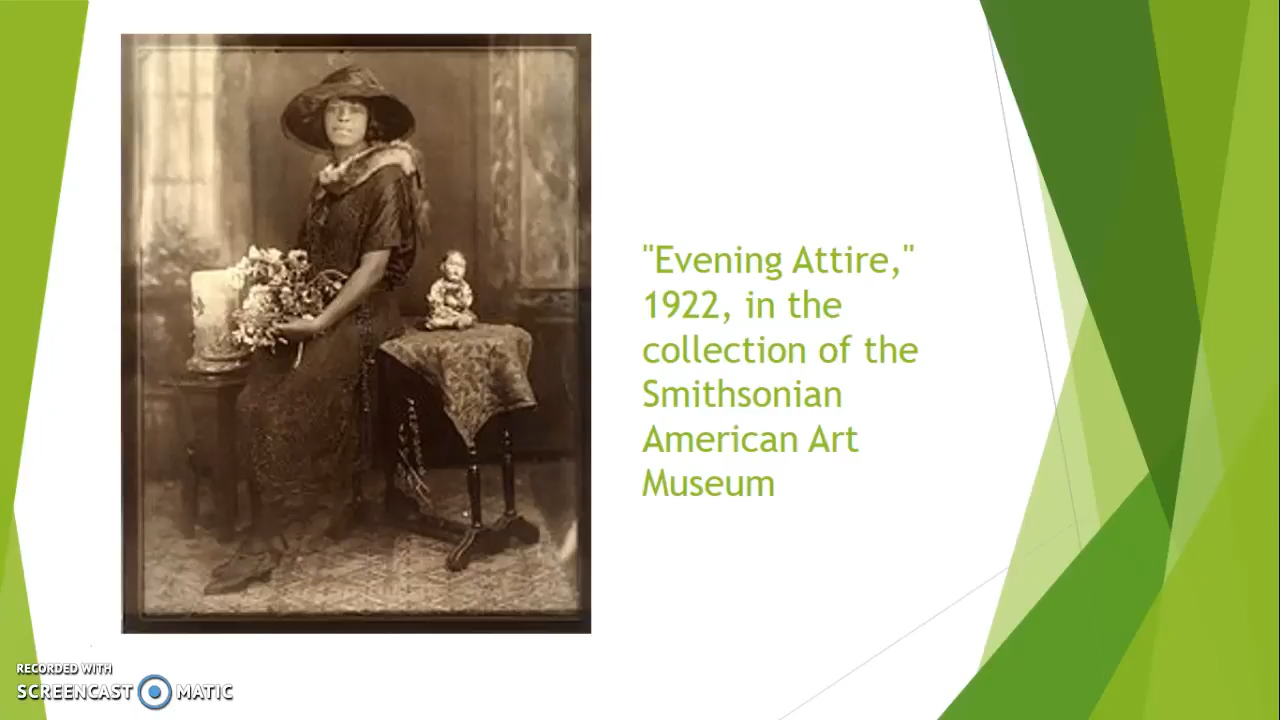 "Evening Attire,"
1922, in the
collection of the
Smithsonian
American Art
Museum
RECORDED WITH
SCREENCAST MATIC